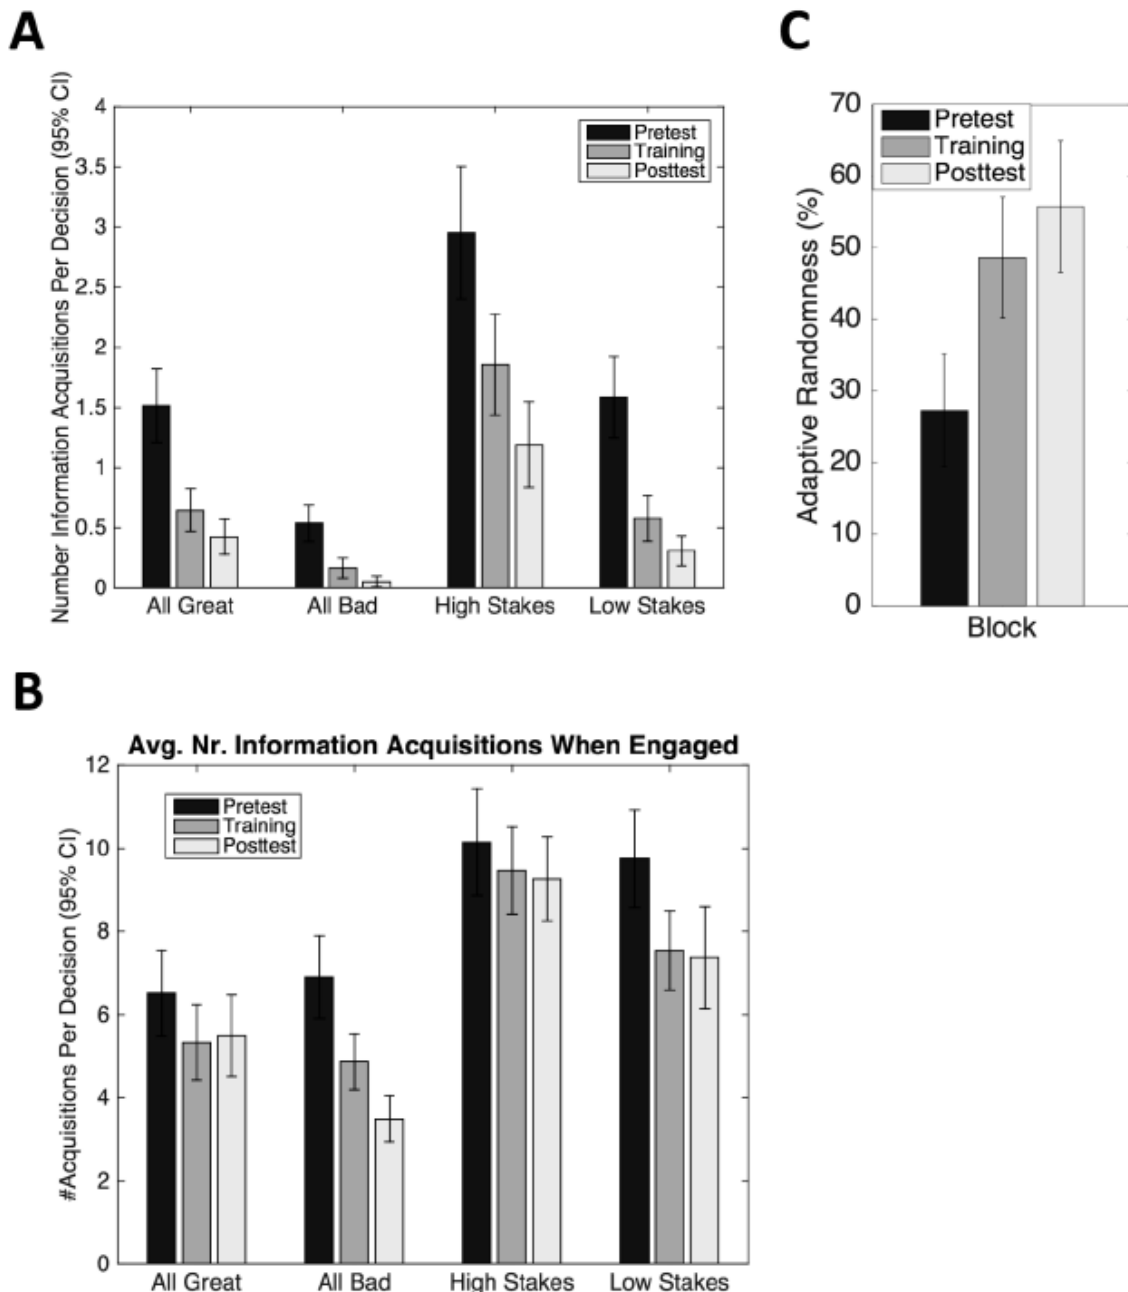 A
Number Information Acquisitions Per Decision (95% CI)
4
3.5
3
2.5
2
1.5
1
0.5
0
Pretest
Training
Posttest
All Great
All Bad
High Stakes
Low Stakes
C
Adaptive Randomness (%)
70
60
50
40
30
20
10
0
Pretest
Training
Posttest
Block
B
Avg. Nr. Information Acquisitions When Engaged
#Acquisitions Per Decision (95% CI)
12
10
8
6
4
2
0
Pretest
Training
Posttest
All Great
All Bad
High Stakes
Low Stakes